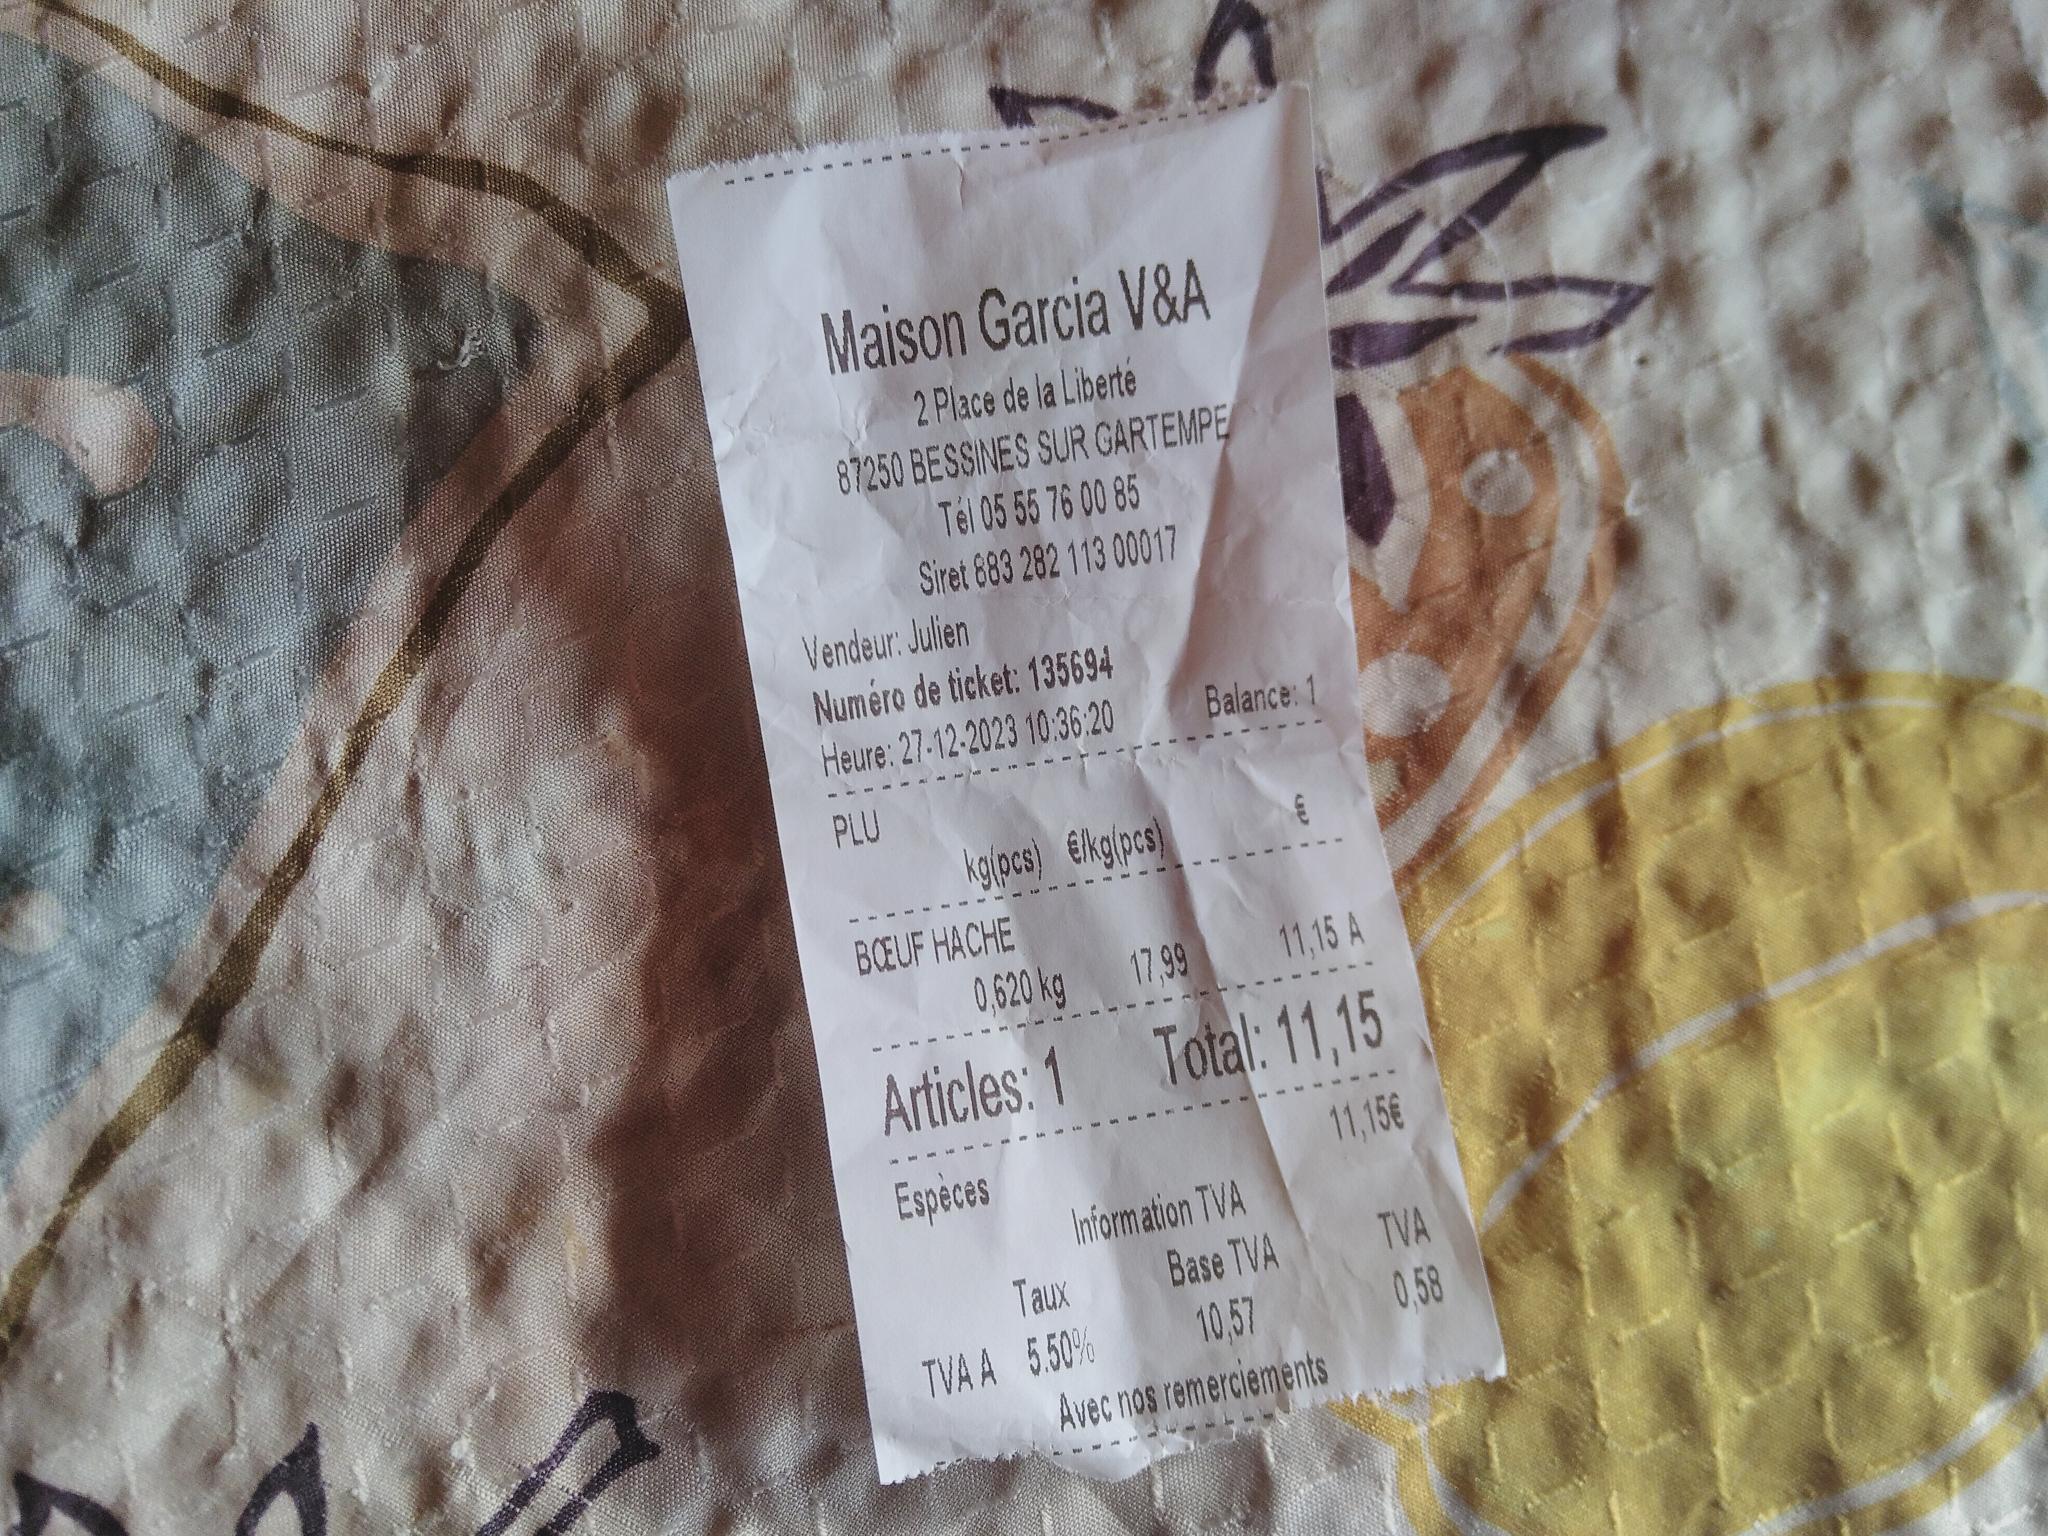 Maison Garcia V&A
2 Place de la Liberté
87250 BESSINES SUR GARTEMPE
Tél 05 55 76 00 85
Siret 883 282 113 00017
Vendeur: Julien
Numéro de ticket: 135694
Heure: 27-12-2023 10:36:20 Balance: 1
PLU
kg(pcs) €/kg(pcs) €
BŒUF HACHE
0,620 kg 17,99 11,15 A
Articles: 1 Total: 11,15
Espèces 11,15€
Information TVA
Taux Base TVA TVA
TVA A 5.50% 10,57 0,58
Avec nos remerciements